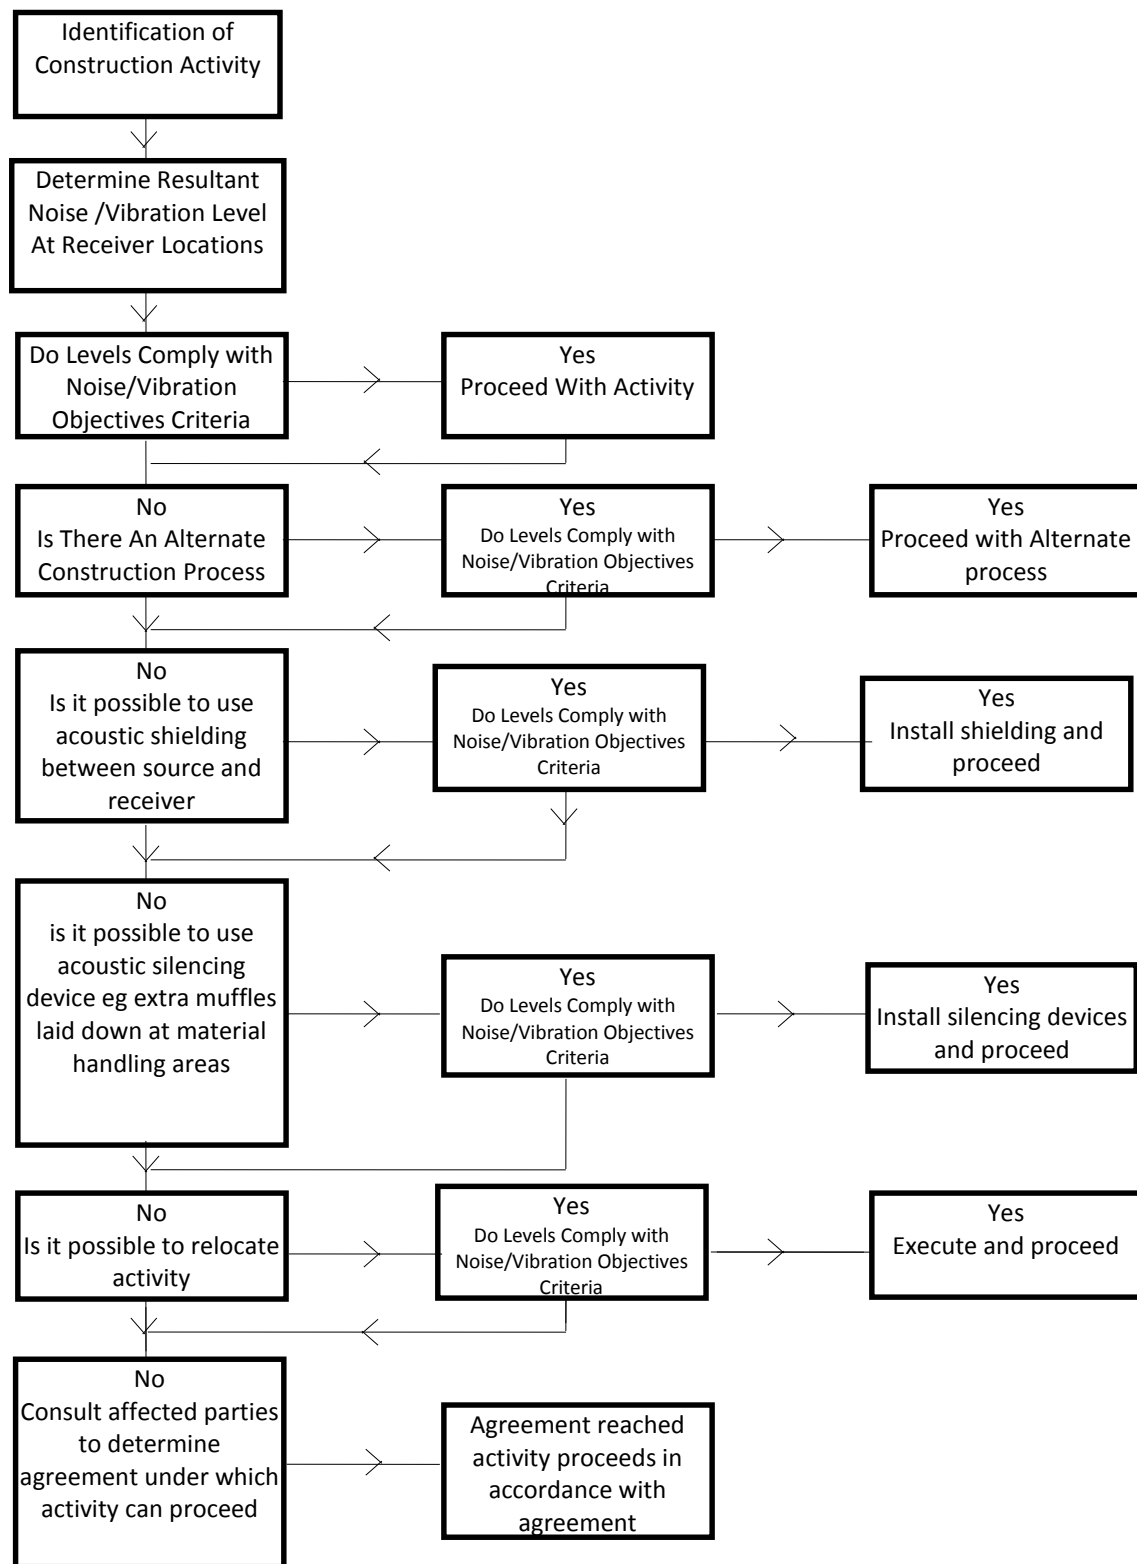 Identification of
Construction Activity
Determine Resultant
Noise /Vibration Level
At Receiver Locations
Do Levels Comply with
Noise/Vibration
Objectives Criteria
Yes
Proceed With Activity
No
Is There An Alternate
Construction Process
Yes
Do Levels Comply with
Noise/Vibration Objectives
Criteria
Yes
Proceed with Alternate
process
No
Is it possible to use
acoustic shielding
between source and
receiver
Yes
Do Levels Comply with
Noise/Vibration Objectives
Criteria
Yes
Install shielding and
proceed
No
is it possible to use
acoustic silencing
device eg extra muffles
laid down at material
handling areas
Yes
Do Levels Comply with
Noise/Vibration Objectives
Criteria
Yes
Install silencing devices
and proceed
No
Is it possible to relocate
activity
Yes
Do Levels Comply with
Noise/Vibration Objectives
Criteria
Yes
Execute and proceed
No
Consult affected parties
to determine
agreement under which
activity can proceed
Agreement reached
activity proceeds in
accordance with
agreement